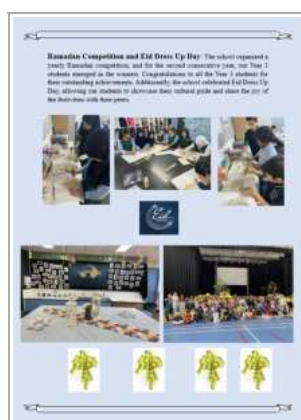 Ramadan Competition and Eid Dress Up Day: The school organized a
yearly Ramadan competition, and for the second consecutive year, our Year 3
students emerged as the winners. Congratulations to all the Year 3 students for
their outstanding achievements. Additionally, the school celebrated Eid Dress Up
Day, allowing our students to showcase their cultural pride and share the joy of
the festivities with their peers.
Eid